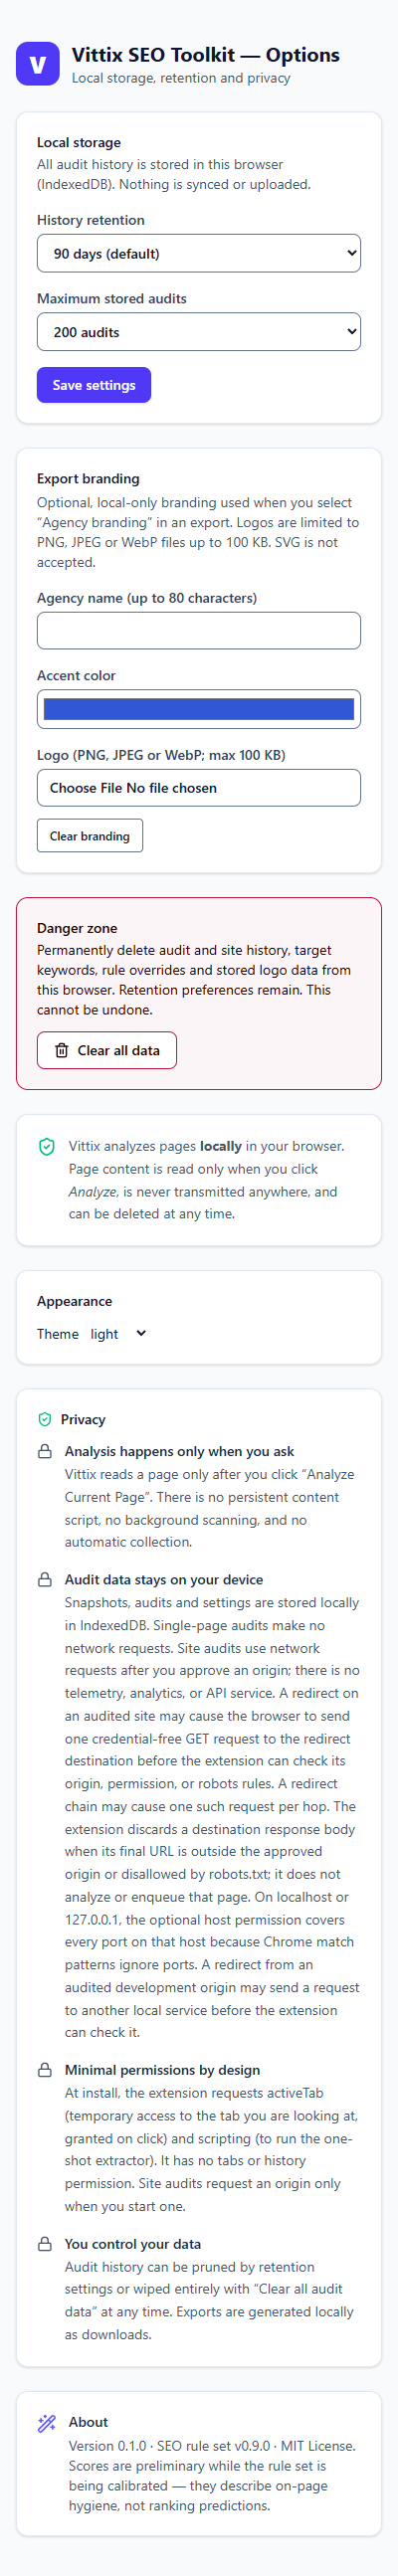 V
Vittix SEO Toolkit — Options
Local storage, retention and privacy
Local storage
All audit history is stored in this browser
(IndexedDB). Nothing is synced or uploaded.
History retention
90 days (default)
Maximum stored audits
200 audits
Save settings
Export branding
Optional, local-only branding used when you select
“Agency branding” in an export. Logos are limited to
PNG, JPEG or WebP files up to 100 KB. SVG is not
accepted.
Agency name (up to 80 characters)
Accent color
Logo (PNG, JPEG or WebP; max 100 KB)
Choose File No file chosen
Clear branding
Danger zone
Permanently delete audit and site history, target
keywords, rule overrides and stored logo data from
this browser. Retention preferences remain. This
cannot be undone.
Clear all data
Vittix analyzes pages locally in your browser.
Page content is read only when you click
Analyze, is never transmitted anywhere, and
can be deleted at any time.
Appearance
Theme light
Privacy
Analysis happens only when you ask
Vittix reads a page only after you click “Analyze
Current Page”. There is no persistent content
script, no background scanning, and no
automatic collection.
Audit data stays on your device
Snapshots, audits and settings are stored locally
in IndexedDB. Single-page audits make no
network requests. Site audits use network
requests after you approve an origin; there is no
telemetry, analytics, or API service. A redirect on
an audited site may cause the browser to send
one credential-free GET request to the redirect
destination before the extension can check its
origin, permission, or robots rules. A redirect
chain may cause one such request per hop. The
extension discards a destination response body
when its final URL is outside the approved
origin or disallowed by robots.txt; it does not
analyze or enqueue that page. On localhost or
127.0.0.1, the optional host permission covers
every port on that host because Chrome match
patterns ignore ports. A redirect from an
audited development origin may send a request
to another local service before the extension
can check it.
Minimal permissions by design
At install, the extension requests activeTab
(temporary access to the tab you are looking at,
granted on click) and scripting (to run the one-
shot extractor). It has no tabs or history
permission. Site audits request an origin only
when you start one.
You control your data
Audit history can be pruned by retention
settings or wiped entirely with “Clear all audit
data” at any time. Exports are generated locally
as downloads.
About
Version 0.1.0 · SEO rule set v0.9.0 · MIT License.
Scores are preliminary while the rule set is
being calibrated — they describe on-page
hygiene, not ranking predictions.